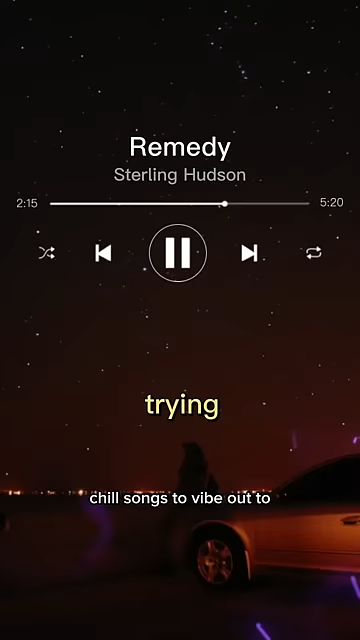 Remedy
Sterling Hudson
2:15
5:20
trying
chill songs to vibe out to